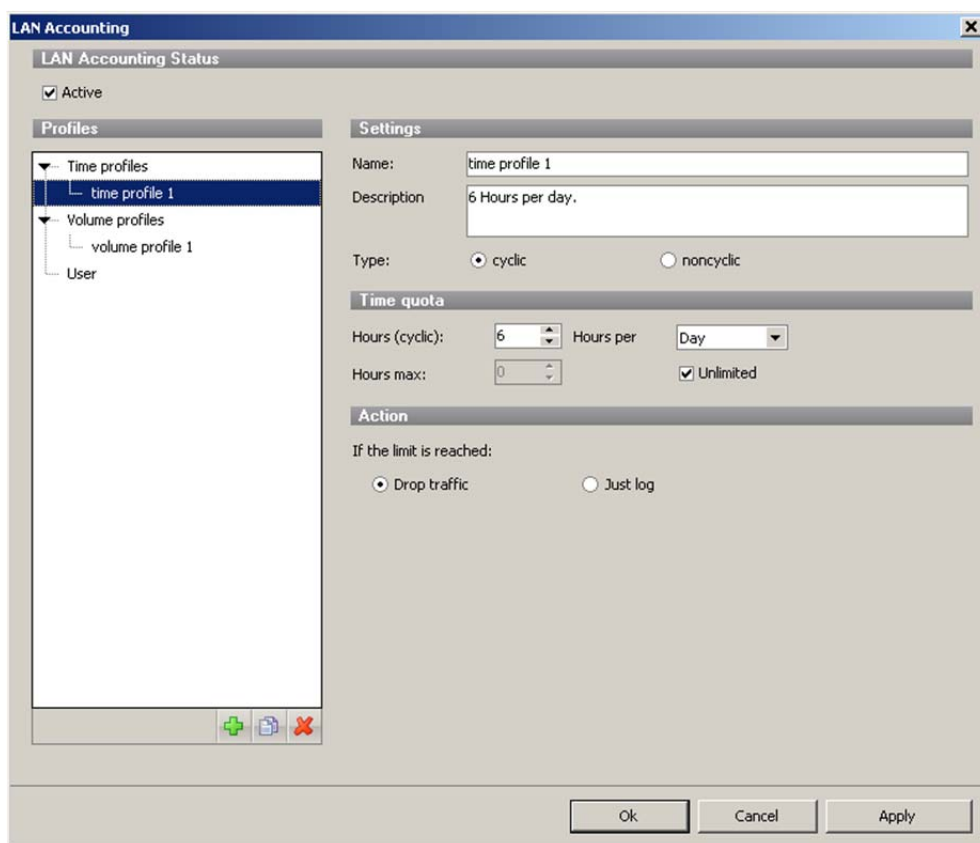 LAN Accounting
LAN Accounting Status
Active
Profiles
Time profiles
time profile 1
Volume profiles
volume profile 1
User
Settings
Name: time profile 1
Description 6 Hours per day.
Type: cyclic noncyclic
Time quota
Hours (cyclic): 6 Hours per Day
Hours max: 0 Unlimited
Action
If the limit is reached:
Drop traffic Just log
Ok Cancel Apply